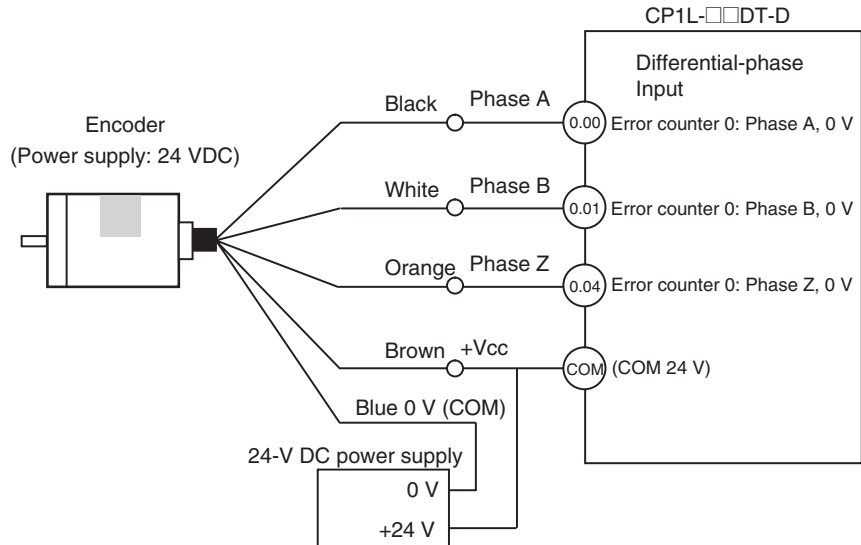 CP1L-□□DT-D
Differential-phase
Input
Encoder
(Power supply: 24 VDC)
Black
Phase A
0.00
Error counter 0: Phase A, 0 V
White
Phase B
0.01
Error counter 0: Phase B, 0 V
Orange
Phase Z
0.04
Error counter 0: Phase Z, 0 V
Brown
+Vcc
COM
(COM 24 V)
Blue 0 V (COM)
24-V DC power supply
0 V
+24 V